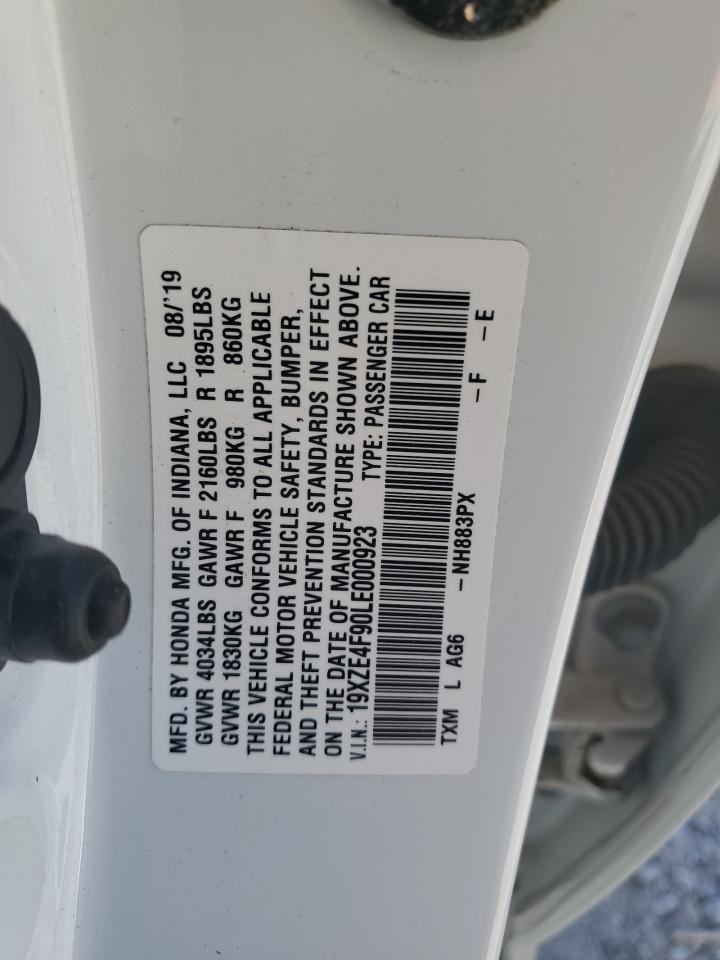 MFD. BY HONDA MFG. OF INDIANA, LLC 08/'19
GVWR 4034LBS GAWR F 2160LBS R 1895LBS
GVWR 1830KG GAWR F 980KG R 860KG
THIS VEHICLE CONFORMS TO ALL APPLICABLE
FEDERAL MOTOR VEHICLE SAFETY, BUMPER,
AND THEFT PREVENTION STANDARDS IN EFFECT
ON THE DATE OF MANUFACTURE SHOWN ABOVE.
V.I.N.: 19XZE4F90LE000923 TYPE: PASSENGER CAR
TXM L AG6 -NH883PX -F -E